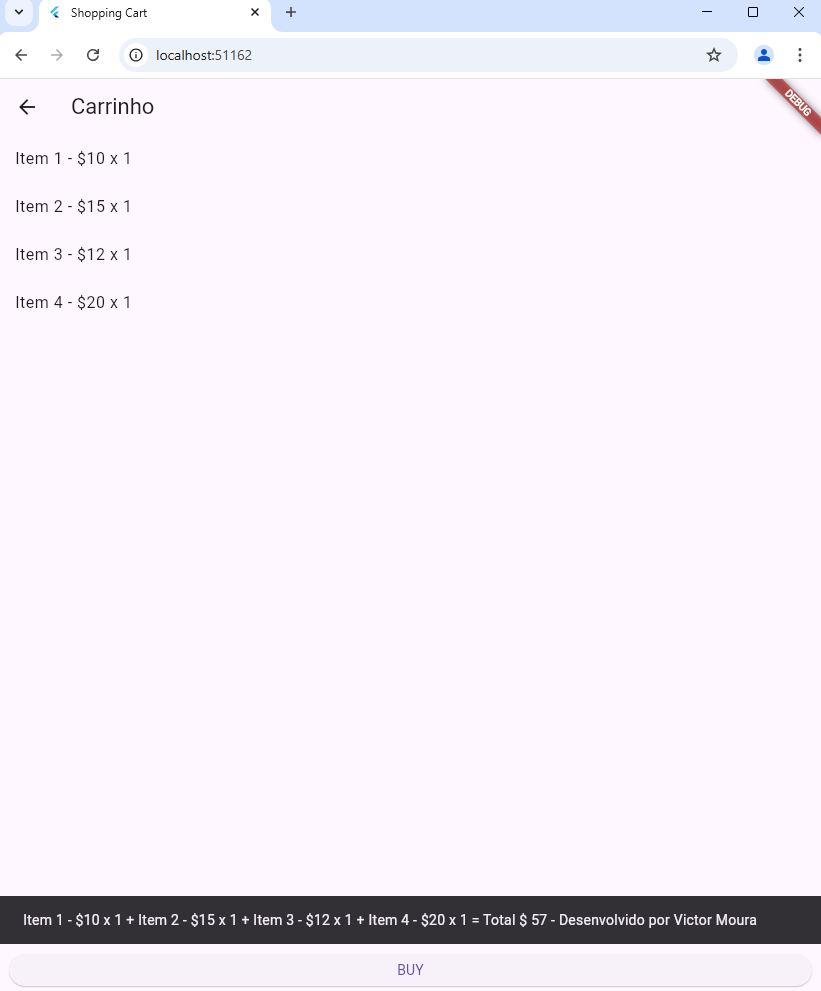 Shopping Cart
localhost:51162
Carrinho
DEBUG
Item 1 - $10 x 1
Item 2 - $15 x 1
Item 3 - $12 x 1
Item 4 - $20 x 1
Item 1 - $10 x 1 + Item 2 - $15 x 1 + Item 3 - $12 x 1 + Item 4 - $20 x 1 = Total $ 57 - Desenvolvido por Victor Moura
BUY